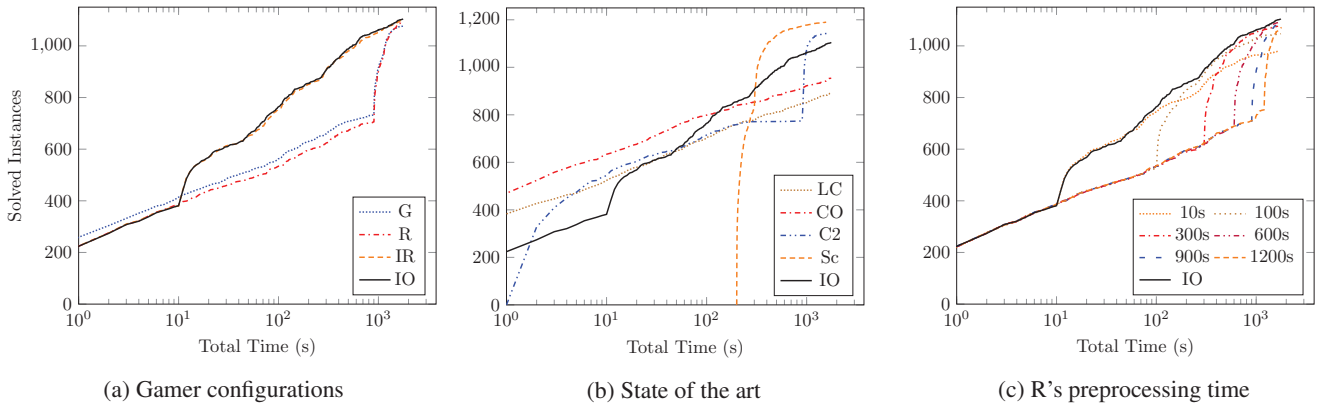 1,000
800
600
400
200
0
Solved Instances
10^0
10^1
10^2
10^3
Total Time (s)
G
R
IR
IO
(a) Gamer configurations
1,200
1,000
800
600
400
200
0
10^0
10^1
10^2
10^3
Total Time (s)
LC
CO
C2
Sc
IO
(b) State of the art
1,000
800
600
400
200
0
10^0
10^1
10^2
10^3
Total Time (s)
10s 100s
300s 600s
900s 1200s
IO
(c) R's preprocessing time